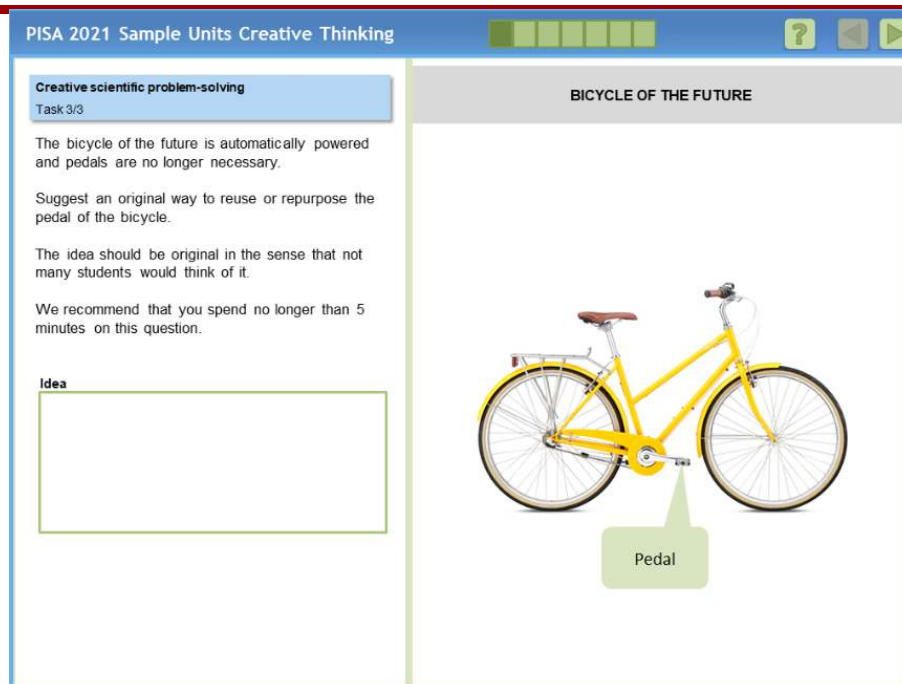 PISA 2021 Sample Units Creative Thinking
?
Creative scientific problem-solving
Task 3/3
The bicycle of the future is automatically powered
and pedals are no longer necessary.
Suggest an original way to reuse or repurpose the
pedal of the bicycle.
The idea should be original in the sense that not
many students would think of it.
We recommend that you spend no longer than 5
minutes on this question.
Idea
BICYCLE OF THE FUTURE
Pedal